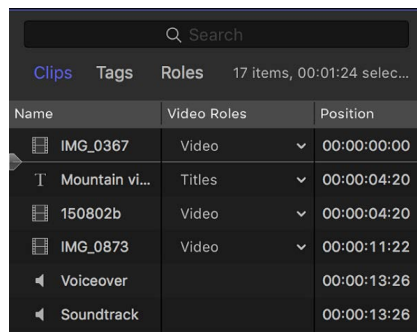 Search
Clips Tags Roles 17 items, 00:01:24 selec...
Name Video Roles Position
IMG_0367 Video 00:00:00:00
T Mountain vi... Titles 00:00:04:20
150802b Video 00:00:04:20
IMG_0873 Video 00:00:11:22
Voiceover 00:00:13:26
Soundtrack 00:00:13:26